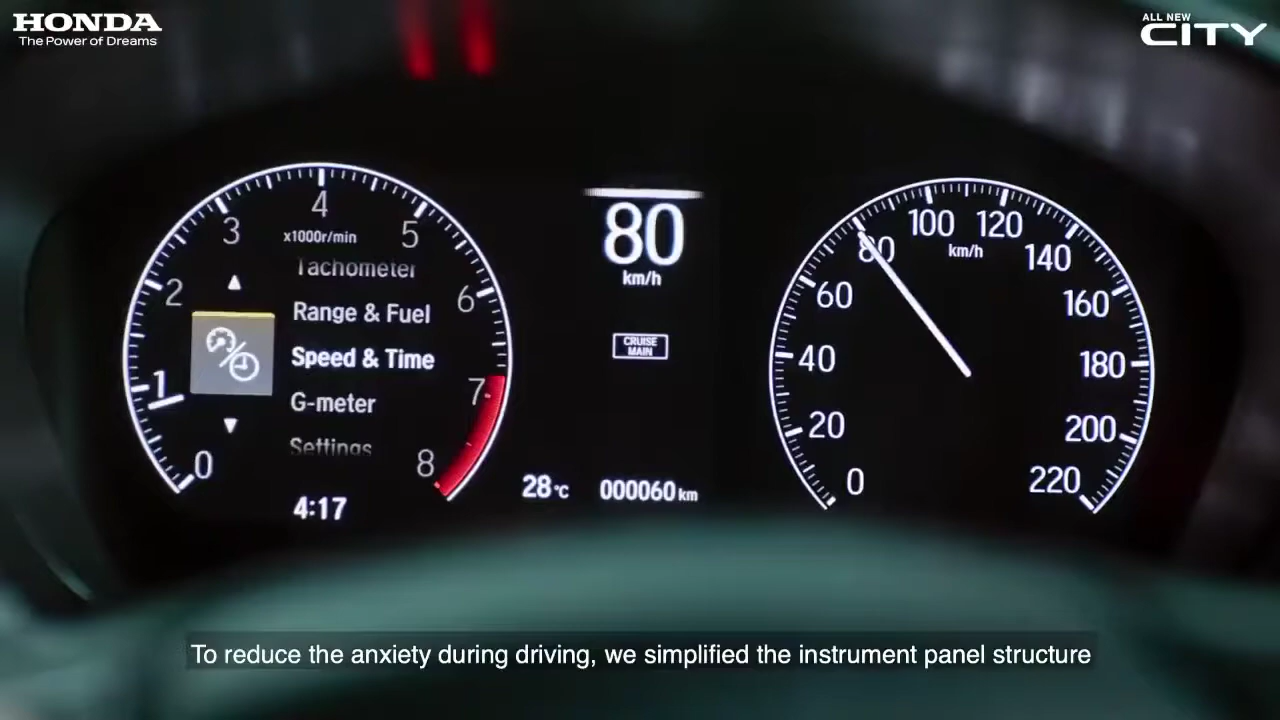 HONDA
The Power of Dreams
ALL NEW
CITY
0
1
2
3
4
5
6
7
8
x1000r/min
Tachometer
Range & Fuel
Speed & Time
G-meter
Settings
4:17
80
km/h
CRUISE
MAIN
28°C
000060 km
0
20
40
60
80
100
120
140
160
180
200
220
km/h
To reduce the anxiety during driving, we simplified the instrument panel structure